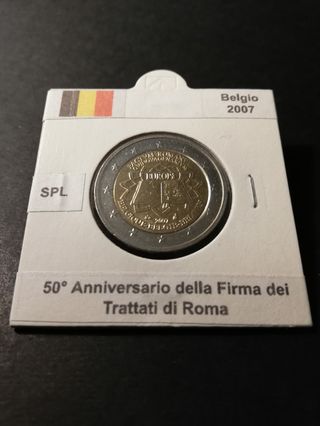 Belgio
2007
EUROPA
2007
SPL
50° Anniversario della Firma dei
Trattati di Roma